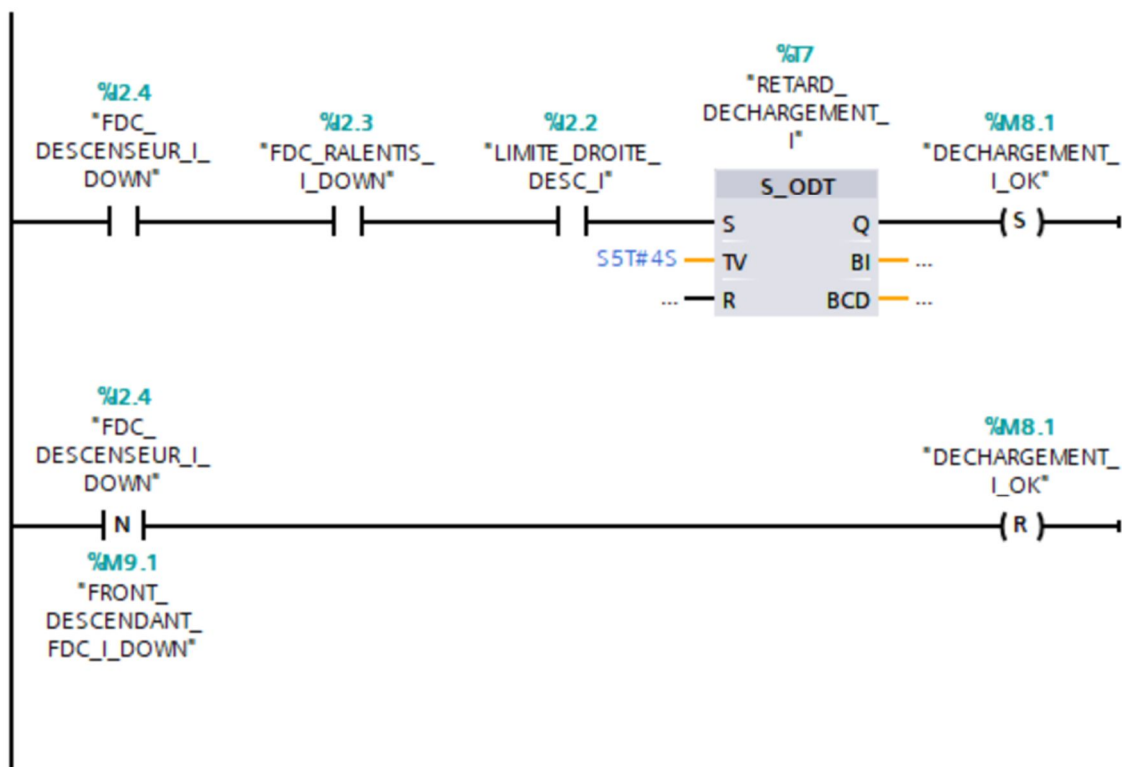 %I2.4
"FDC_
DESCENSEUR_I_
DOWN"
%I2.3
"FDC_RALENTIS_
I_DOWN"
%I2.2
"LIMITE_DROITE_
DESC_I"
%T7
"RETARD_
DECHARGEMENT_
I"
S_ODT
S Q
S5T#4S TV BI ...
... R BCD ...
%M8.1
"DECHARGEMENT_
I_OK"
S
%I2.4
"FDC_
DESCENSEUR_I_
DOWN"
N
%M9.1
"FRONT_
DESCENDANT_
FDC_I_DOWN"
%M8.1
"DECHARGEMENT_
I_OK"
R